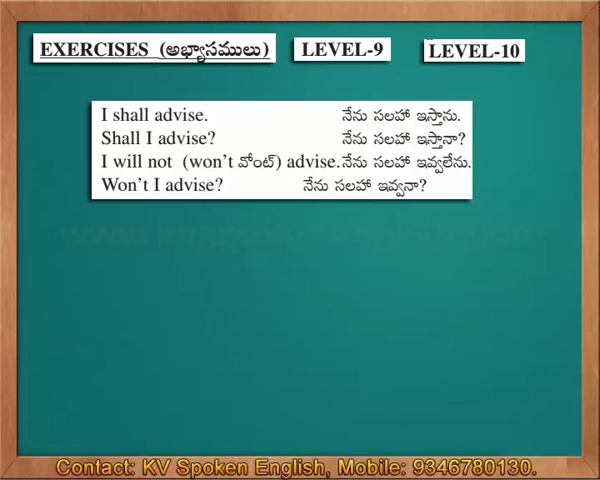 EXERCISES (అభ్యాసములు) LEVEL-9 LEVEL-10
I shall advise. నేను సలహా ఇస్తాను.
Shall I advise? నేను సలహా ఇస్తానా?
I will not (won’t వోంట్) advise. నేను సలహా ఇవ్వలేను.
Won’t I advise? నేను సలహా ఇవ్వనా?
Contact: KV Spoken English, Mobile: 9346780130.